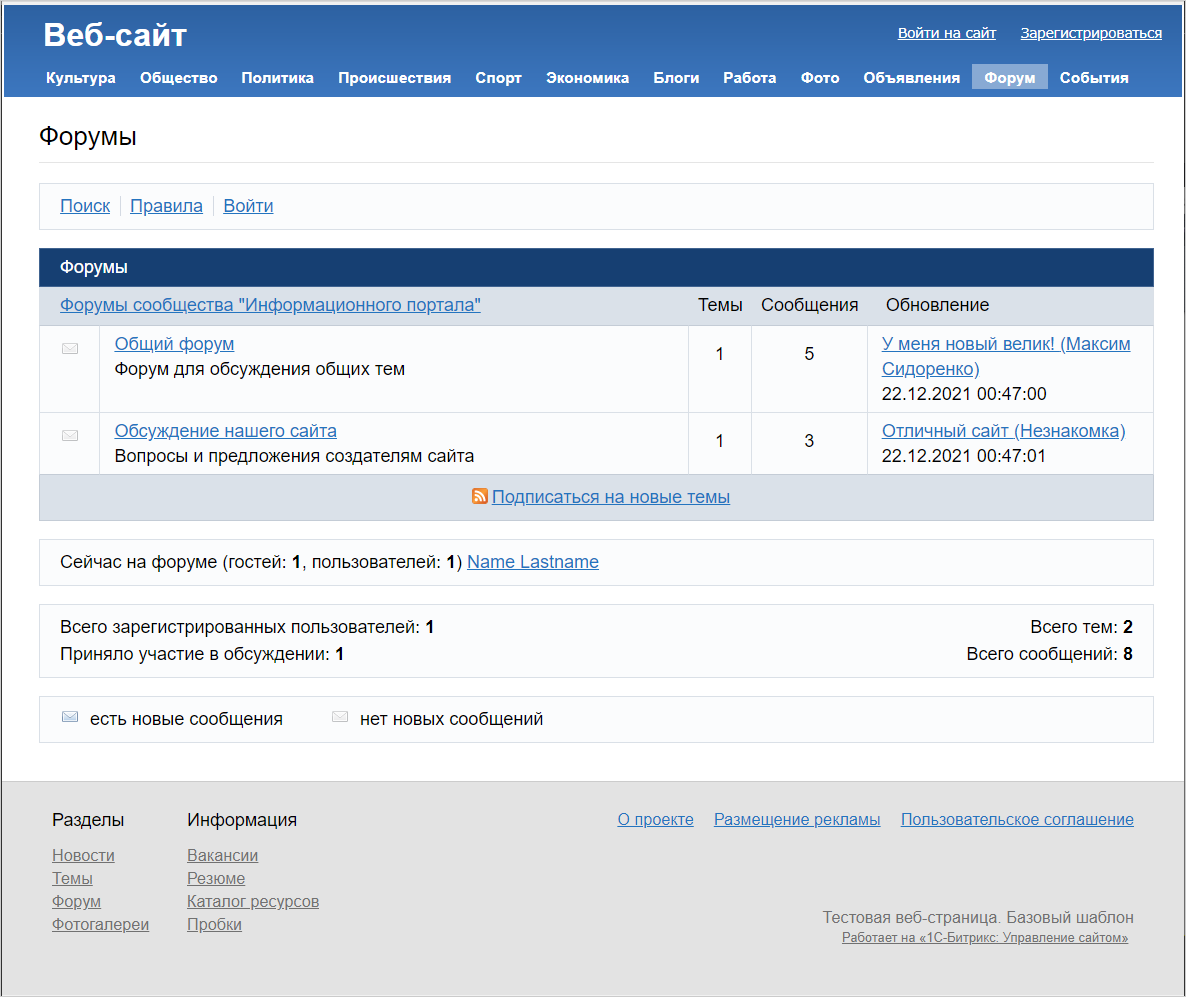 Веб-сайт
Войти на сайт Зарегистрироваться
Культура Общество Политика Происшествия Спорт Экономика Блоги Работа Фото Объявления Форум События
Форумы
Поиск Правила Войти
Форумы
Форумы сообщества "Информационного портала" Темы Сообщения Обновление
Общий форум 1 5 У меня новый велик! (Максим
Форум для обсуждения общих тем Сидоренко)
22.12.2021 00:47:00
Обсуждение нашего сайта 1 3 Отличный сайт (Незнакомка)
Вопросы и предложения создателям сайта 22.12.2021 00:47:01
Подписаться на новые темы
Сейчас на форуме (гостей: 1, пользователей: 1) Name Lastname
Всего зарегистрированных пользователей: 1 Всего тем: 2
Приняло участие в обсуждении: 1 Всего сообщений: 8
есть новые сообщения нет новых сообщений
Разделы Информация О проекте Размещение рекламы Пользовательское соглашение
Новости Вакансии
Темы Резюме
Форум Каталог ресурсов
Фотогалереи Пробки
Тестовая веб-страница. Базовый шаблон
Работает на «1С-Битрикс: Управление сайтом»